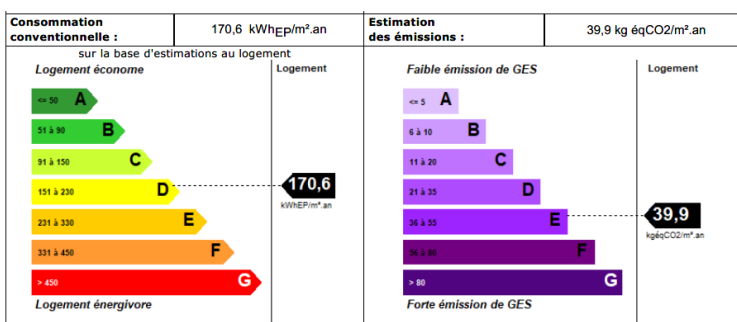 Consommation
conventionnelle :
170,6 kWhEP/m².an
sur la base d'estimations au logement
Logement économe
Logement
<= 50 A
51 à 90 B
91 à 150 C
151 à 230 D
170,6
kWhEP/m².an
231 à 330 E
331 à 450 F
> 450 G
Logement énergivore
Estimation
des émissions :
39,9 kg éqCO2/m².an
Faible émission de GES
Logement
<= 5 A
6 à 10 B
11 à 20 C
21 à 35 D
36 à 55 E
39,9
kgéqCO2/m².an
56 à 80 F
> 80 G
Forte émission de GES